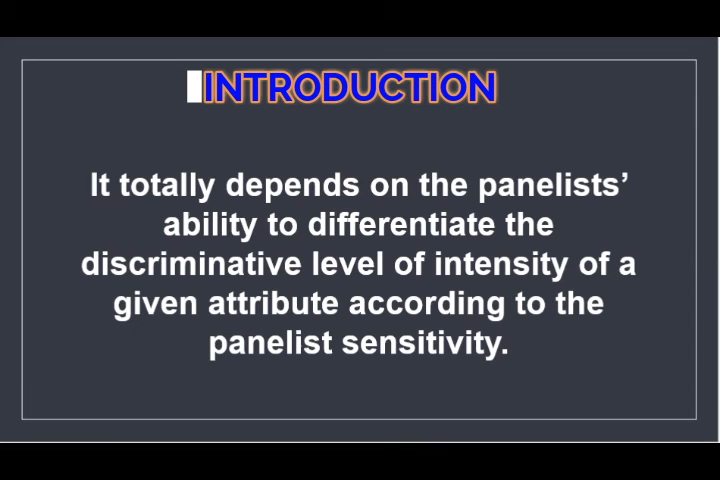 INTRODUCTION
It totally depends on the panelists’
ability to differentiate the
discriminative level of intensity of a
given attribute according to the
panelist sensitivity.